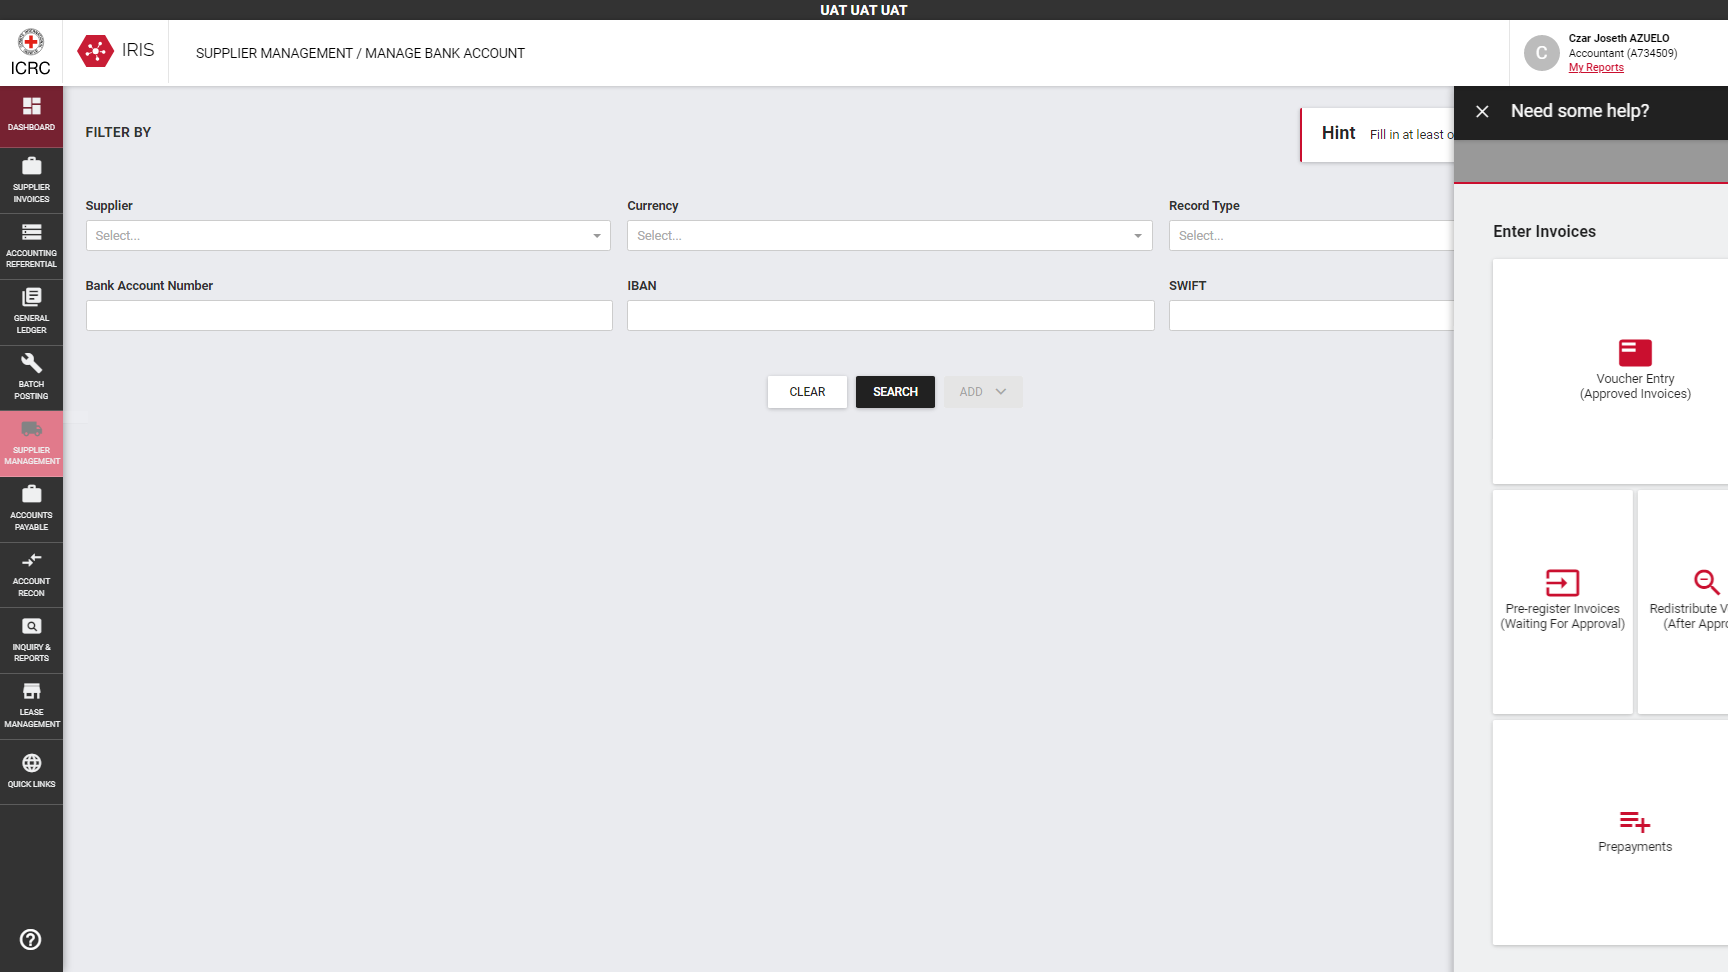 UAT UAT UAT
ICRC
IRIS
SUPPLIER MANAGEMENT / MANAGE BANK ACCOUNT
C
Czar Joseth AZUELO
Accountant (A734509)
My Reports
DASHBOARD
SUPPLIER
INVOICES
ACCOUNTING
REFERENTIAL
GENERAL
LEDGER
BATCH
POSTING
SUPPLIER
MANAGEMENT
ACCOUNTS
PAYABLE
ACCOUNT
RECON
INQUIRY &
REPORTS
LEASE
MANAGEMENT
QUICK LINKS
FILTER BY
Hint Fill in at least o
Supplier
Select...
Currency
Select...
Record Type
Select...
Bank Account Number
IBAN
SWIFT
CLEAR
SEARCH
ADD
Need some help?
Enter Invoices
Voucher Entry
(Approved Invoices)
Pre-register Invoices
(Waiting For Approval)
Redistribute V
(After Appro
Prepayments